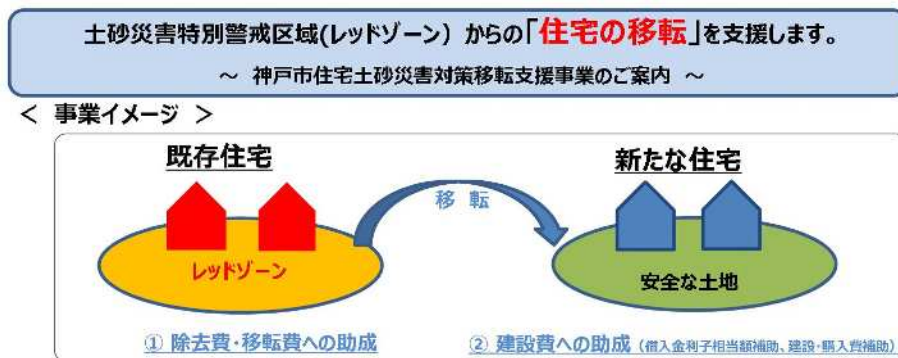 土砂災害特別警戒区域(レッドゾーン)からの「住宅の移転」を支援します。
~ 神戸市住宅土砂災害対策移転支援事業のご案内 ~
< 事業イメージ >
既存住宅
新たな住宅
移 転
レッドゾーン
安全な土地
① 除去費・移転費への助成
② 建設費への助成 (借入金利子相当額補助、建設・購入費補助)